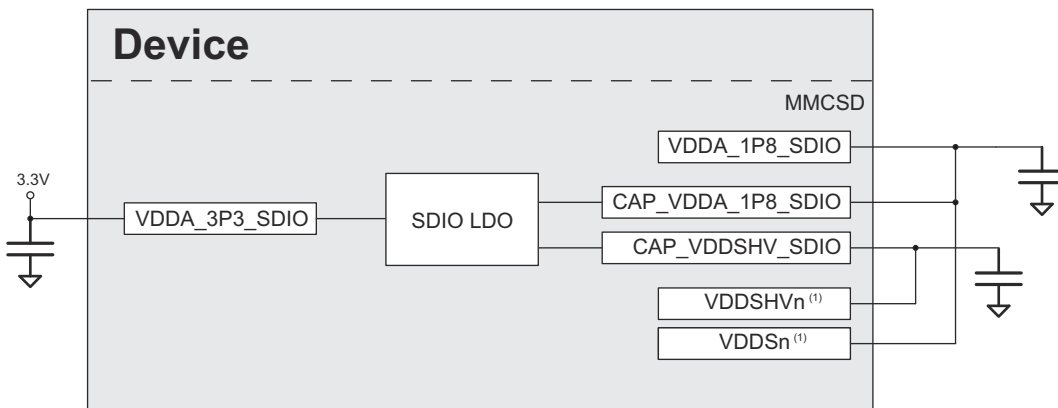 Device
MMCSD
VDDA_1P8_SDIO
3.3V
CAP_VDDA_1P8_SDIO
VDDA_3P3_SDIO
SDIO LDO
CAP_VDDSHV_SDIO
VDDSHVn (1)
VDDSn (1)